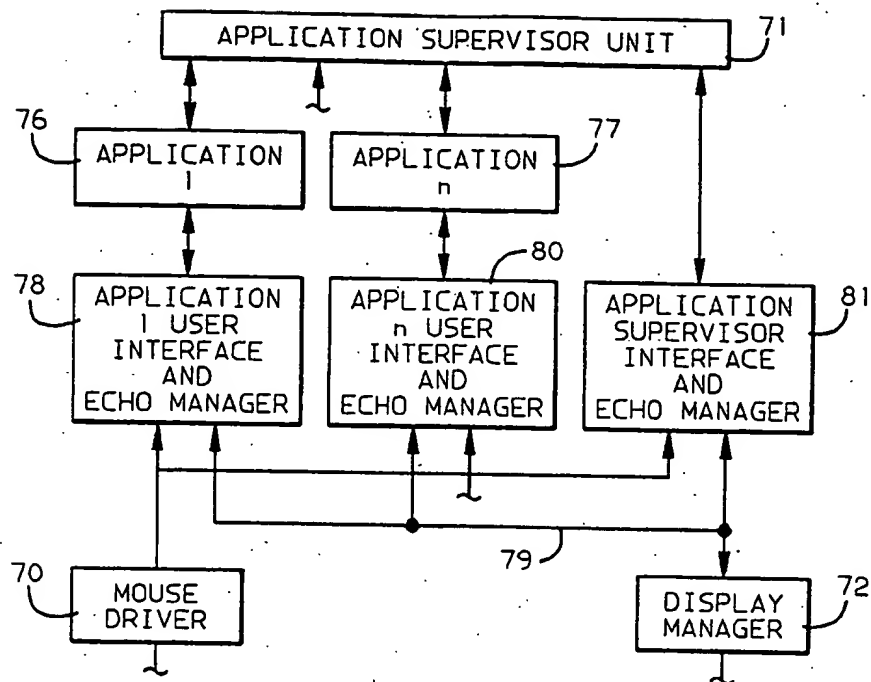 APPLICATION SUPERVISOR UNIT
71
76
APPLICATION
1
77
APPLICATION
n
78
APPLICATION
1 USER
INTERFACE
AND
ECHO MANAGER
80
APPLICATION
n USER
INTERFACE
AND
ECHO MANAGER
81
APPLICATION
SUPERVISOR
INTERFACE
AND
ECHO MANAGER
79
70
MOUSE
DRIVER
72
DISPLAY
MANAGER